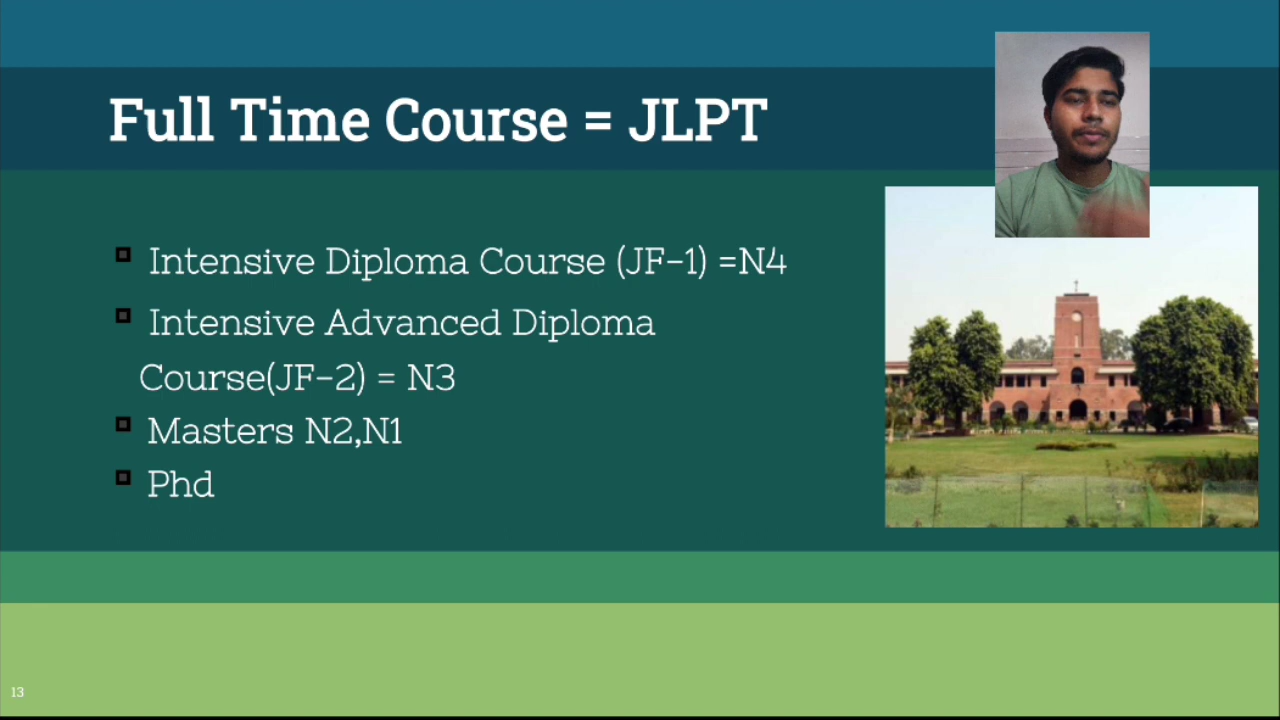 Full Time Course = JLPT
Intensive Diploma Course (JF-1) =N4
Intensive Advanced Diploma
Course(JF-2) = N3
Masters N2,N1
Phd
13